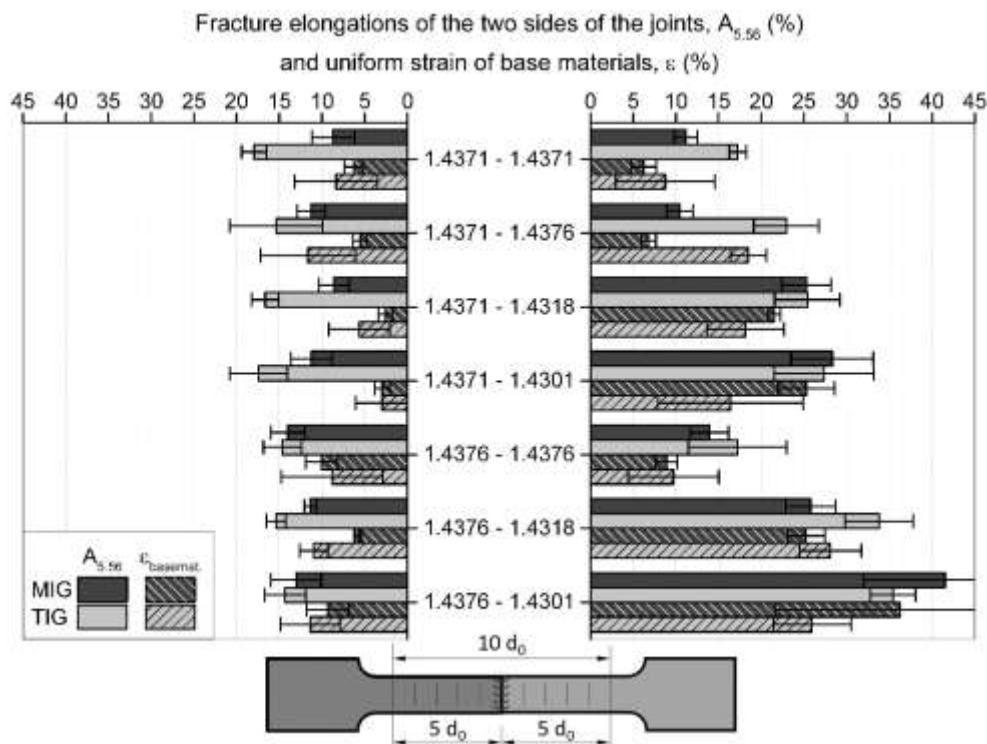 Fracture elongations of the two sides of the joints, A5.56 (%)
and uniform strain of base materials, ε (%)
45 40 35 30 25 20 15 10 5 0 0 5 10 15 20 25 30 35 40 45
1.4371 - 1.4371
1.4371 - 1.4376
1.4371 - 1.4318
1.4371 - 1.4301
1.4376 - 1.4376
1.4376 - 1.4318
1.4376 - 1.4301
A5.56 εbasemat.
MIG
TIG
10 d0
5 d0 5 d0